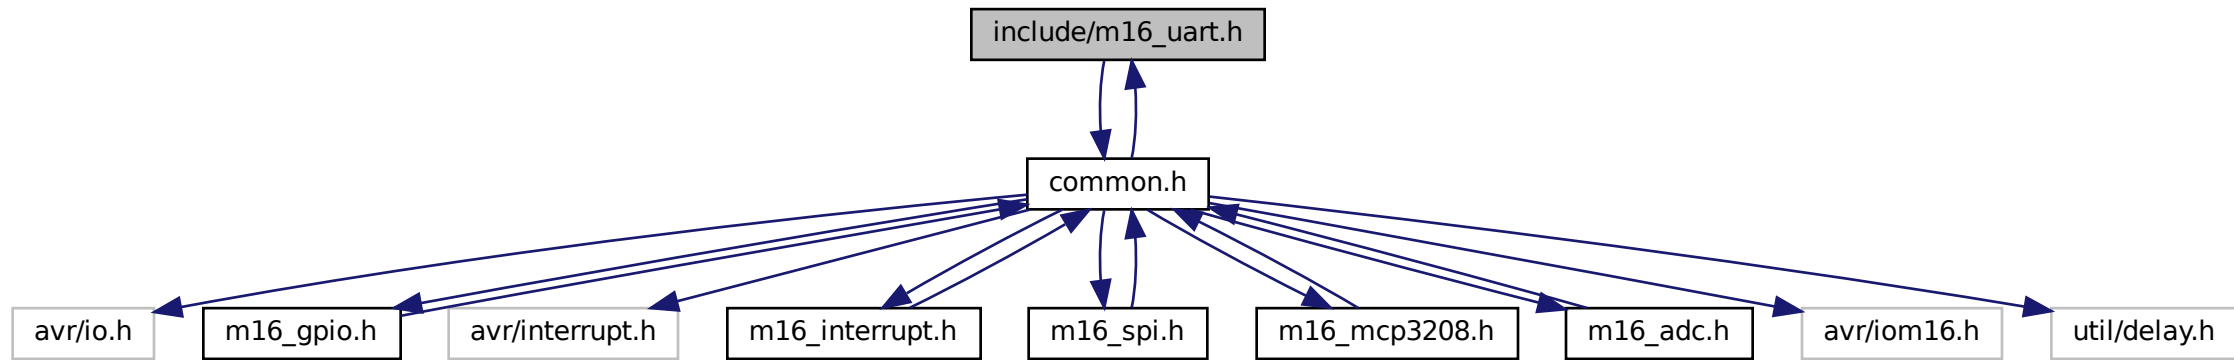 include/m16_uart.h
common.h
avr/io.h
m16_gpio.h
avr/interrupt.h
m16_interrupt.h
m16_spi.h
m16_mcp3208.h
m16_adc.h
avr/iom16.h
util/delay.h